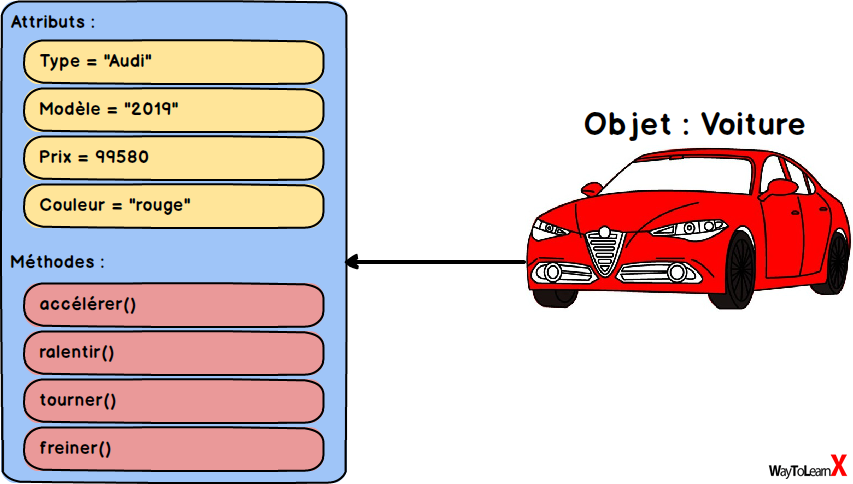 Attributs :
Type = "Audi"
Modèle = "2019"
Prix = 99580
Couleur = "rouge"
Méthodes :
accélérer()
ralentir()
tourner()
freiner()
Objet : Voiture
WayToLearnX